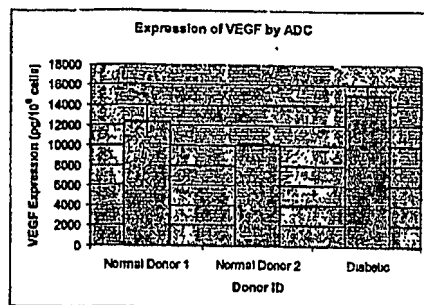 Expression of VEGF by ADC
VEGF Expression (pg/10⁶ cells)
18000
16000
14000
12000
10000
8000
6000
4000
2000
0
Normal Donor 1 Normal Donor 2 Diabetic
Donor ID